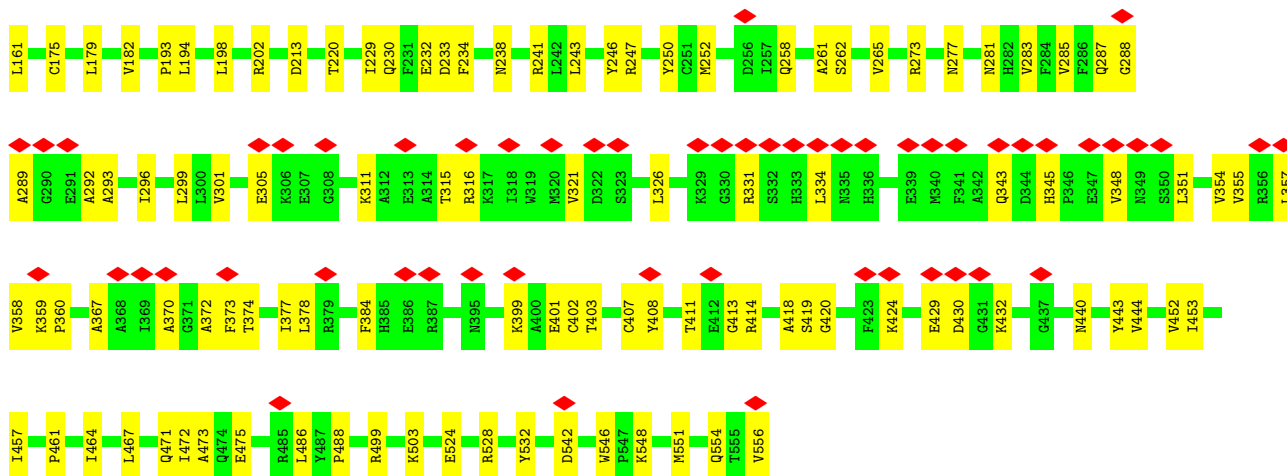 L161 C175 L179 V182 P193 L194 L198 R202 D213 T220 I229 Q230 F231 E232 D233 F234 N238 R241 L242 L243 Y246 R247 Y250 C251 M252 D256 I257 Q258 A261 S262 V265 R273 N277 N281 H282 V283 F284 V285 F286 Q287 G288
A289 G290 E291 A292 A293 I296 L299 L300 V301 E305 K306 E307 G308 K311 A312 E313 A314 T315 R316 K317 I318 W319 M320 V321 D322 S323 L326 K329 G330 R331 S332 H333 L334 N335 H336 E339 M340 F341 A342 Q343 D344 H345 P346 E347 V348 N349 S350 L351 V354 V355 R356 L357
V358 K359 P360 A367 A368 I369 A370 G371 A372 F373 T374 I377 L378 R379 F384 H385 E386 R387 N395 K399 A400 E401 C402 T403 C407 Y408 T411 E412 G413 R414 A418 S419 G420 F423 K424 E429 D430 G431 K432 G437 N440 Y443 V444 V452 I453
I457 P461 I464 L467 Q471 I472 A473 Q474 E475 R485 L486 Y487 P488 R499 K503 E524 R528 Y532 D542 W546 P547 K548 M551 Q554 T555 V556